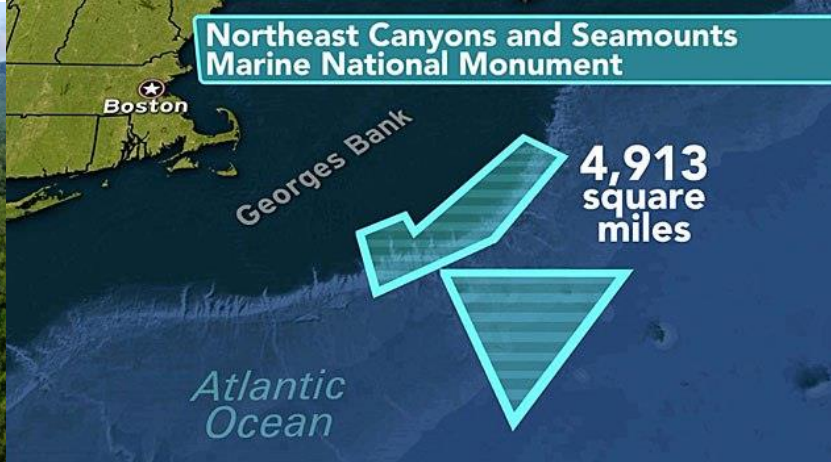 Northeast Canyons and Seamounts
Marine National Monument
Boston
Georges Bank
4,913
square
miles
Atlantic
Ocean